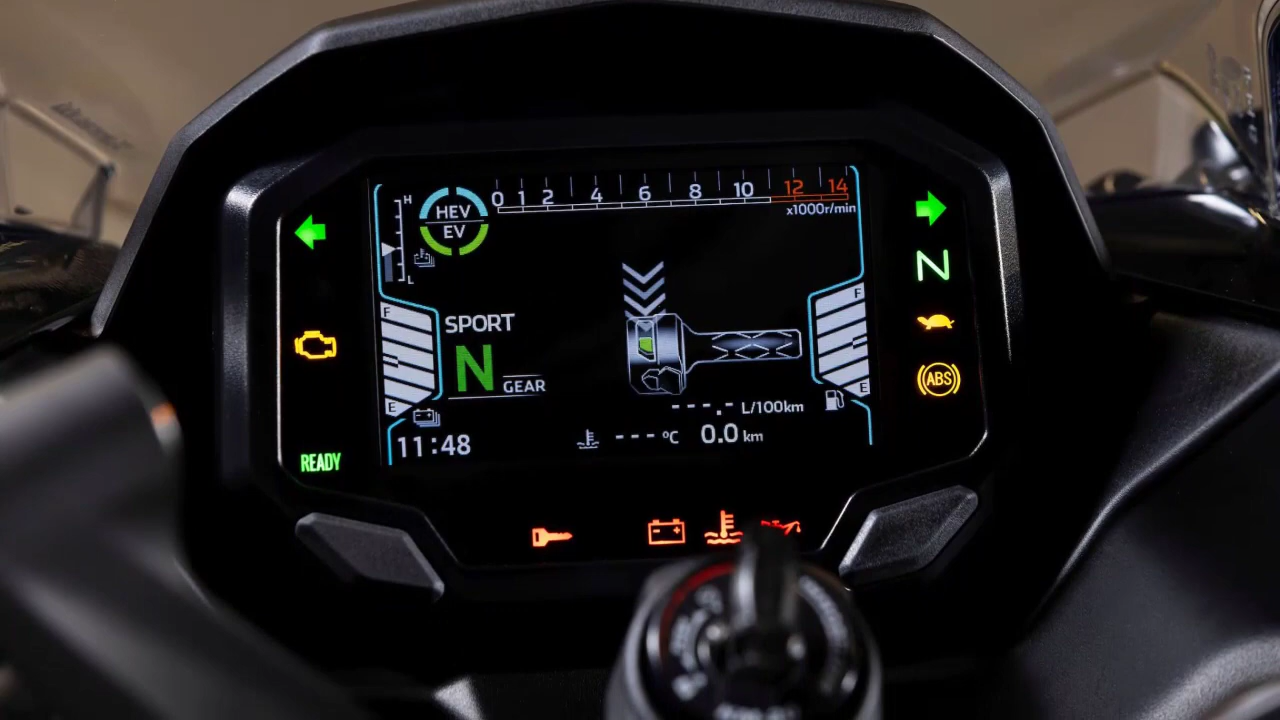 H
L
HEV
EV
0 1 2 4 6 8 10 12 14
x1000r/min
N
F
SPORT
N GEAR
E
F
E
ABS
---.- L/100km
11:48
---°C 0.0 km
READY